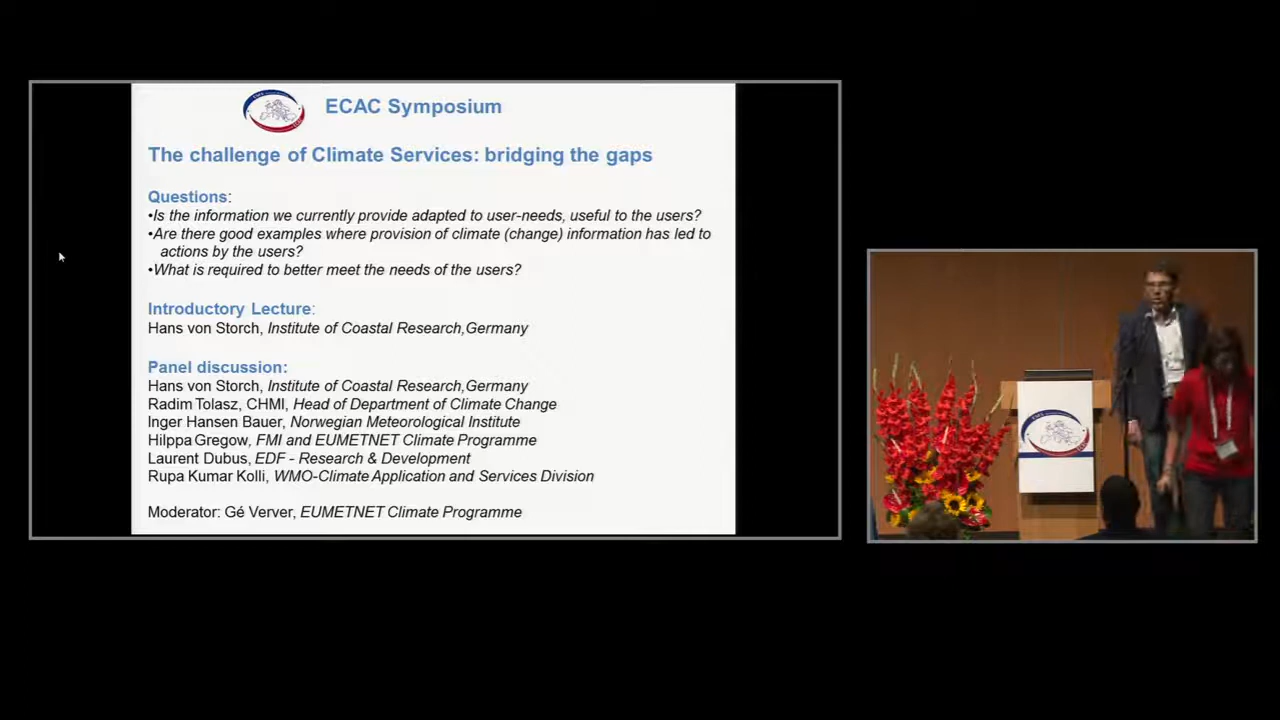 ECAC Symposium
The challenge of Climate Services: bridging the gaps
Questions:
•Is the information we currently provide adapted to user-needs, useful to the users?
•Are there good examples where provision of climate (change) information has led to
actions by the users?
•What is required to better meet the needs of the users?
Introductory Lecture:
Hans von Storch, Institute of Coastal Research,Germany
Panel discussion:
Hans von Storch, Institute of Coastal Research,Germany
Radim Tolasz, CHMI, Head of Department of Climate Change
Inger Hansen Bauer, Norwegian Meteorological Institute
Hilppa Gregow, FMI and EUMETNET Climate Programme
Laurent Dubus, EDF - Research & Development
Rupa Kumar Kolli, WMO-Climate Application and Services Division
Moderator: Gé Verver, EUMETNET Climate Programme